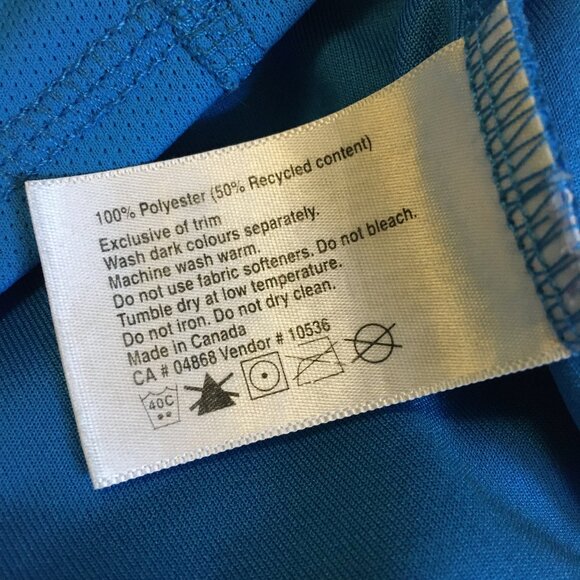 100% Polyester (50% Recycled content)
Exclusive of trim
Wash dark colours separately.
Machine wash warm.
Do not use fabric softeners. Do not bleach.
Tumble dry at low temperature.
Do not iron. Do not dry clean.
Made in Canada
CA # 04868 Vendor # 10536
40C